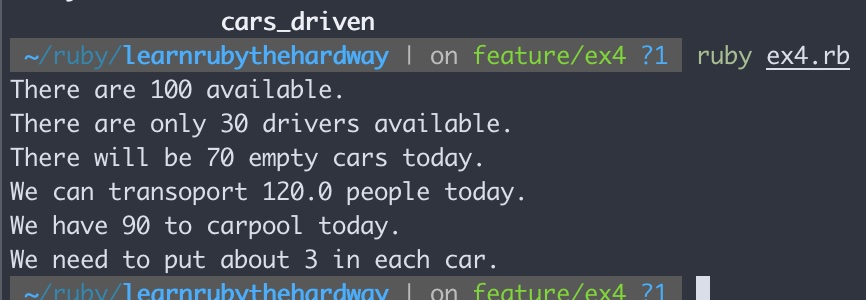 cars_driven
~/ruby/learnrubythehardway | on feature/ex4 ?1 ruby ex4.rb
There are 100 available.
There are only 30 drivers available.
There will be 70 empty cars today.
We can transoport 120.0 people today.
We have 90 to carpool today.
We need to put about 3 in each car.
~/ruby/learnrubythehardway | on feature/ex4 ?1